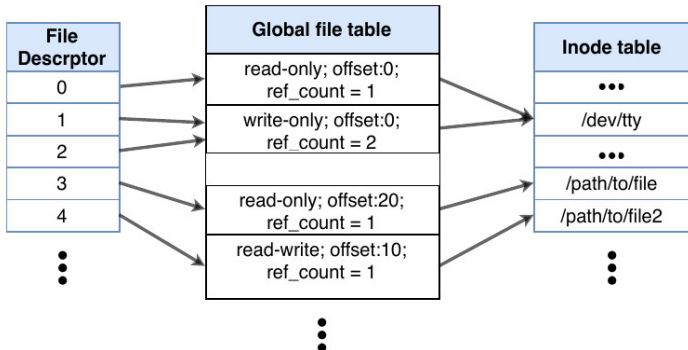 File
Descrptor
0
1
2
3
4
Global file table
read-only; offset:0;
ref_count = 1
write-only; offset:0;
ref_count = 2
read-only; offset:20;
ref_count = 1
read-write; offset:10;
ref_count = 1
Inode table
•••
/dev/tty
•••
/path/to/file
/path/to/file2